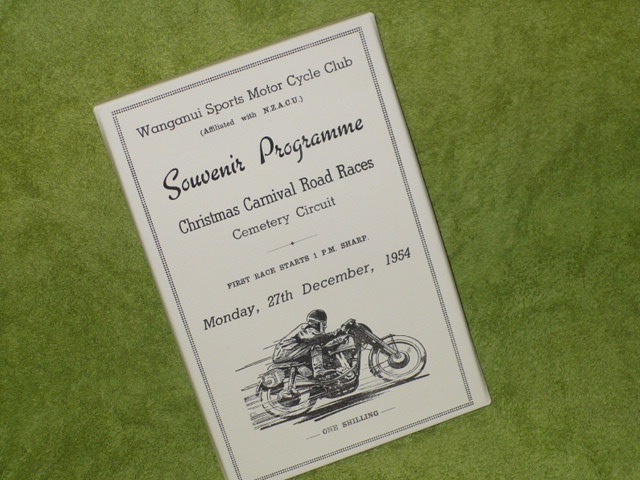 Wanganui Sports Motor Cycle Club
(Affiliated with N.Z.A.C.U.)
Souvenir Programme
Christmas Carnival Road Races
Cemetery Circuit
FIRST RACE STARTS 1 P.M. SHARP.
Monday, 27th December, 1954
ONE SHILLING